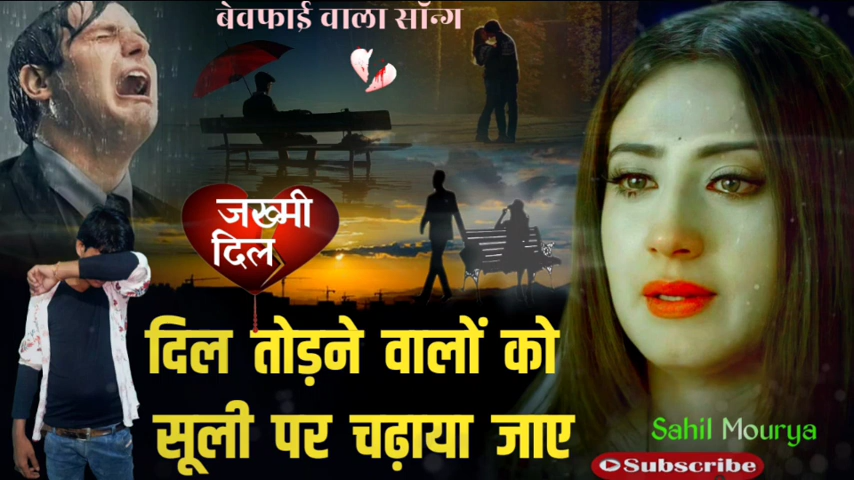 बेवफाई वाला सॉन्ग
जख्मी
दिल
दिल तोड़ने वालों को
सूली पर चढ़ाया जाए
Sahil Mourya
Subscribe